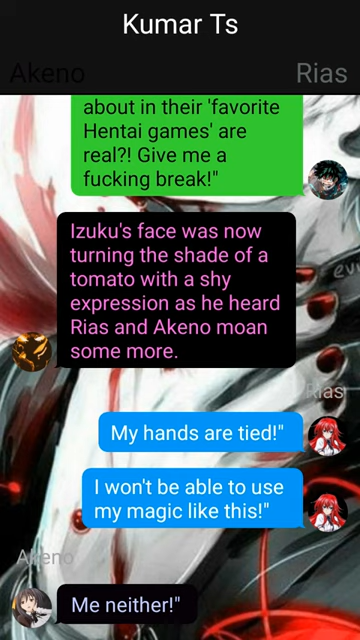 Kumar Ts
Akeno
Rias
about in their 'favorite
Hentai games' are
real?! Give me a
fucking break!"
Izuku's face was now
turning the shade of a
tomato with a shy
expression as he heard
Rias and Akeno moan
some more.
Rias
My hands are tied!"
I won't be able to use
my magic like this!"
Akeno
Me neither!"